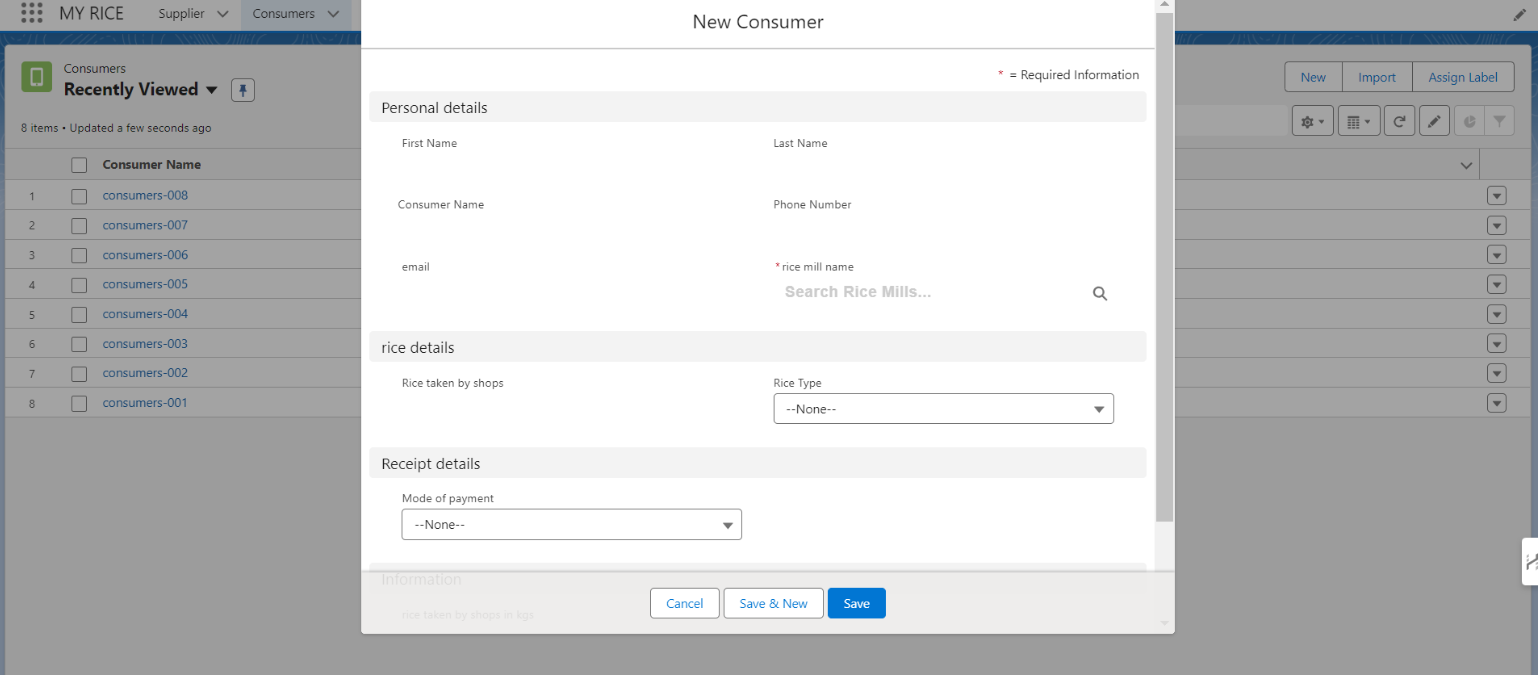 MY RICE Supplier Consumers
New Consumer
Consumers
Recently Viewed
8 items • Updated a few seconds ago
New Import Assign Label
* = Required Information
Personal details
First Name Last Name
Consumer Name
1 consumers-008
2 consumers-007
3 consumers-006
4 consumers-005
5 consumers-004
6 consumers-003
7 consumers-002
8 consumers-001
Consumer Name Phone Number
email *rice mill name
Search Rice Mills...
rice details
Rice taken by shops Rice Type
--None--
Receipt details
Mode of payment
--None--
Information
rice taken by shops in kgs
Cancel Save & New Save